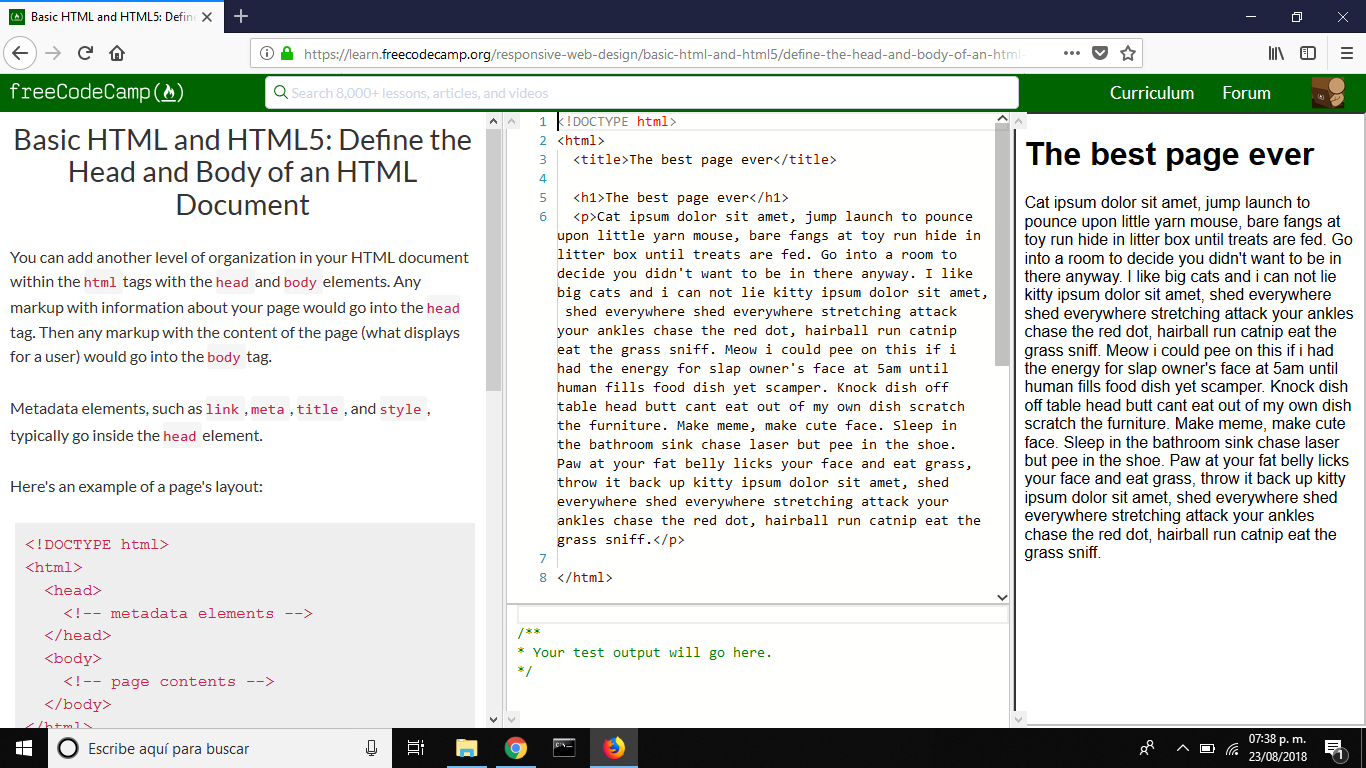 Basic HTML and HTML5: Defin
https://learn.freecodecamp.org/responsive-web-design/basic-html-and-html5/define-the-head-and-body-of-an-html-
freeCodeCamp
Search 8,000+ lessons, articles, and videos
Curriculum
Forum
Basic HTML and HTML5: Define the
Head and Body of an HTML
Document
You can add another level of organization in your HTML document
within the html tags with the head and body elements. Any
markup with information about your page would go into the head
tag. Then any markup with the content of the page (what displays
for a user) would go into the body tag.
Metadata elements, such as link , meta , title , and style ,
typically go inside the head element.
Here's an example of a page's layout:
<!DOCTYPE html>
<html>
  <head>
    <!-- metadata elements -->
  </head>
  <body>
    <!-- page contents -->
  </body>
</html>
1 <!DOCTYPE html>
2 <html>
3   <title>The best page ever</title>
4
5   <h1>The best page ever</h1>
6   <p>Cat ipsum dolor sit amet, jump launch to pounce
upon little yarn mouse, bare fangs at toy run hide in
litter box until treats are fed. Go into a room to
decide you didn't want to be in there anyway. I like
big cats and i can not lie kitty ipsum dolor sit amet,
shed everywhere shed everywhere stretching attack
your ankles chase the red dot, hairball run catnip
eat the grass sniff. Meow i could pee on this if i
had the energy for slap owner's face at 5am until
human fills food dish yet scamper. Knock dish off
table head butt cant eat out of my own dish scratch
the furniture. Make meme, make cute face. Sleep in
the bathroom sink chase laser but pee in the shoe.
Paw at your fat belly licks your face and eat grass,
throw it back up kitty ipsum dolor sit amet, shed
everywhere shed everywhere stretching attack your
ankles chase the red dot, hairball run catnip eat the
grass sniff.</p>
7
8 </html>
/**
* Your test output will go here.
*/
The best page ever
Cat ipsum dolor sit amet, jump launch to
pounce upon little yarn mouse, bare fangs at
toy run hide in litter box until treats are fed. Go
into a room to decide you didn't want to be in
there anyway. I like big cats and i can not lie
kitty ipsum dolor sit amet, shed everywhere
shed everywhere stretching attack your ankles
chase the red dot, hairball run catnip eat the
grass sniff. Meow i could pee on this if i had
the energy for slap owner's face at 5am until
human fills food dish yet scamper. Knock dish
off table head butt cant eat out of my own dish
scratch the furniture. Make meme, make cute
face. Sleep in the bathroom sink chase laser
but pee in the shoe. Paw at your fat belly licks
your face and eat grass, throw it back up kitty
ipsum dolor sit amet, shed everywhere shed
everywhere stretching attack your ankles
chase the red dot, hairball run catnip eat the
grass sniff.
Escribe aquí para buscar
07:38 p. m.
23/08/2018
1